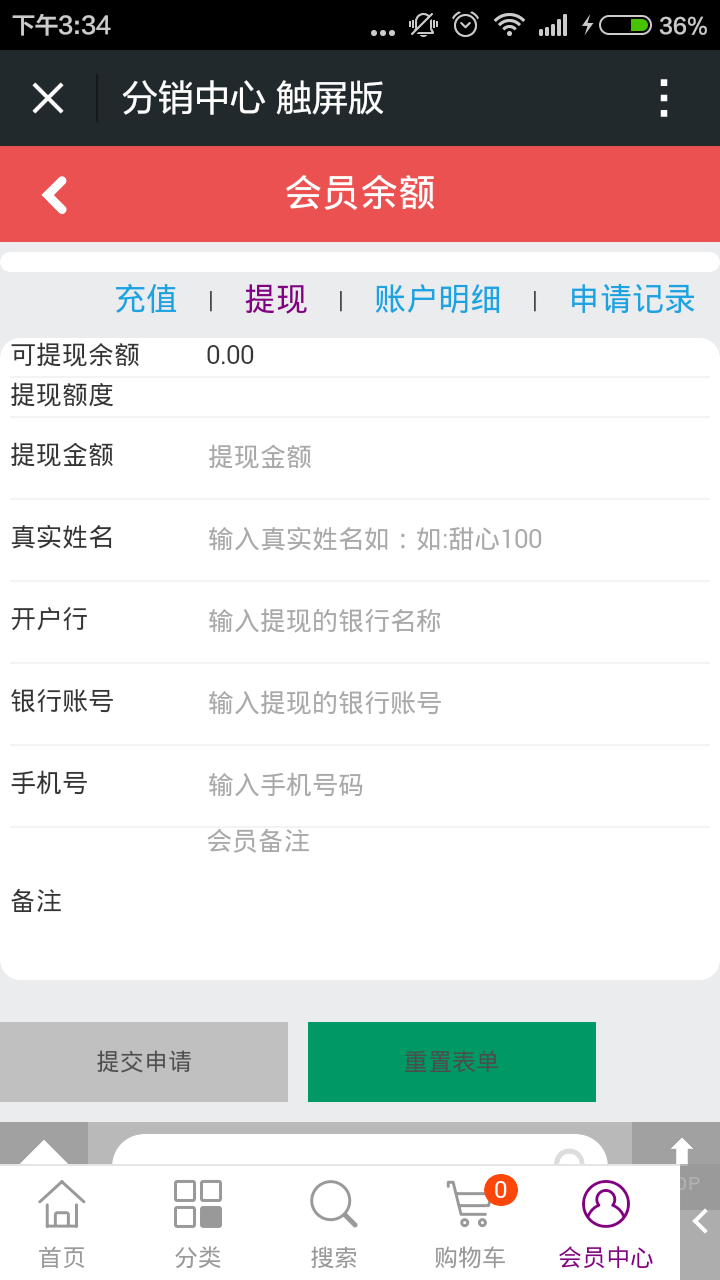 下午3:34 ... 36%
分销中心 触屏版
会员余额
充值 | 提现 | 账户明细 | 申请记录
可提现余额 0.00
提现额度
提现金额 提现金额
真实姓名 输入真实姓名如：如:甜心100
开户行 输入提现的银行名称
银行账号 输入提现的银行账号
手机号 输入手机号码
会员备注
备注
提交申请 重置表单
0
首页 分类 搜索 购物车 会员中心